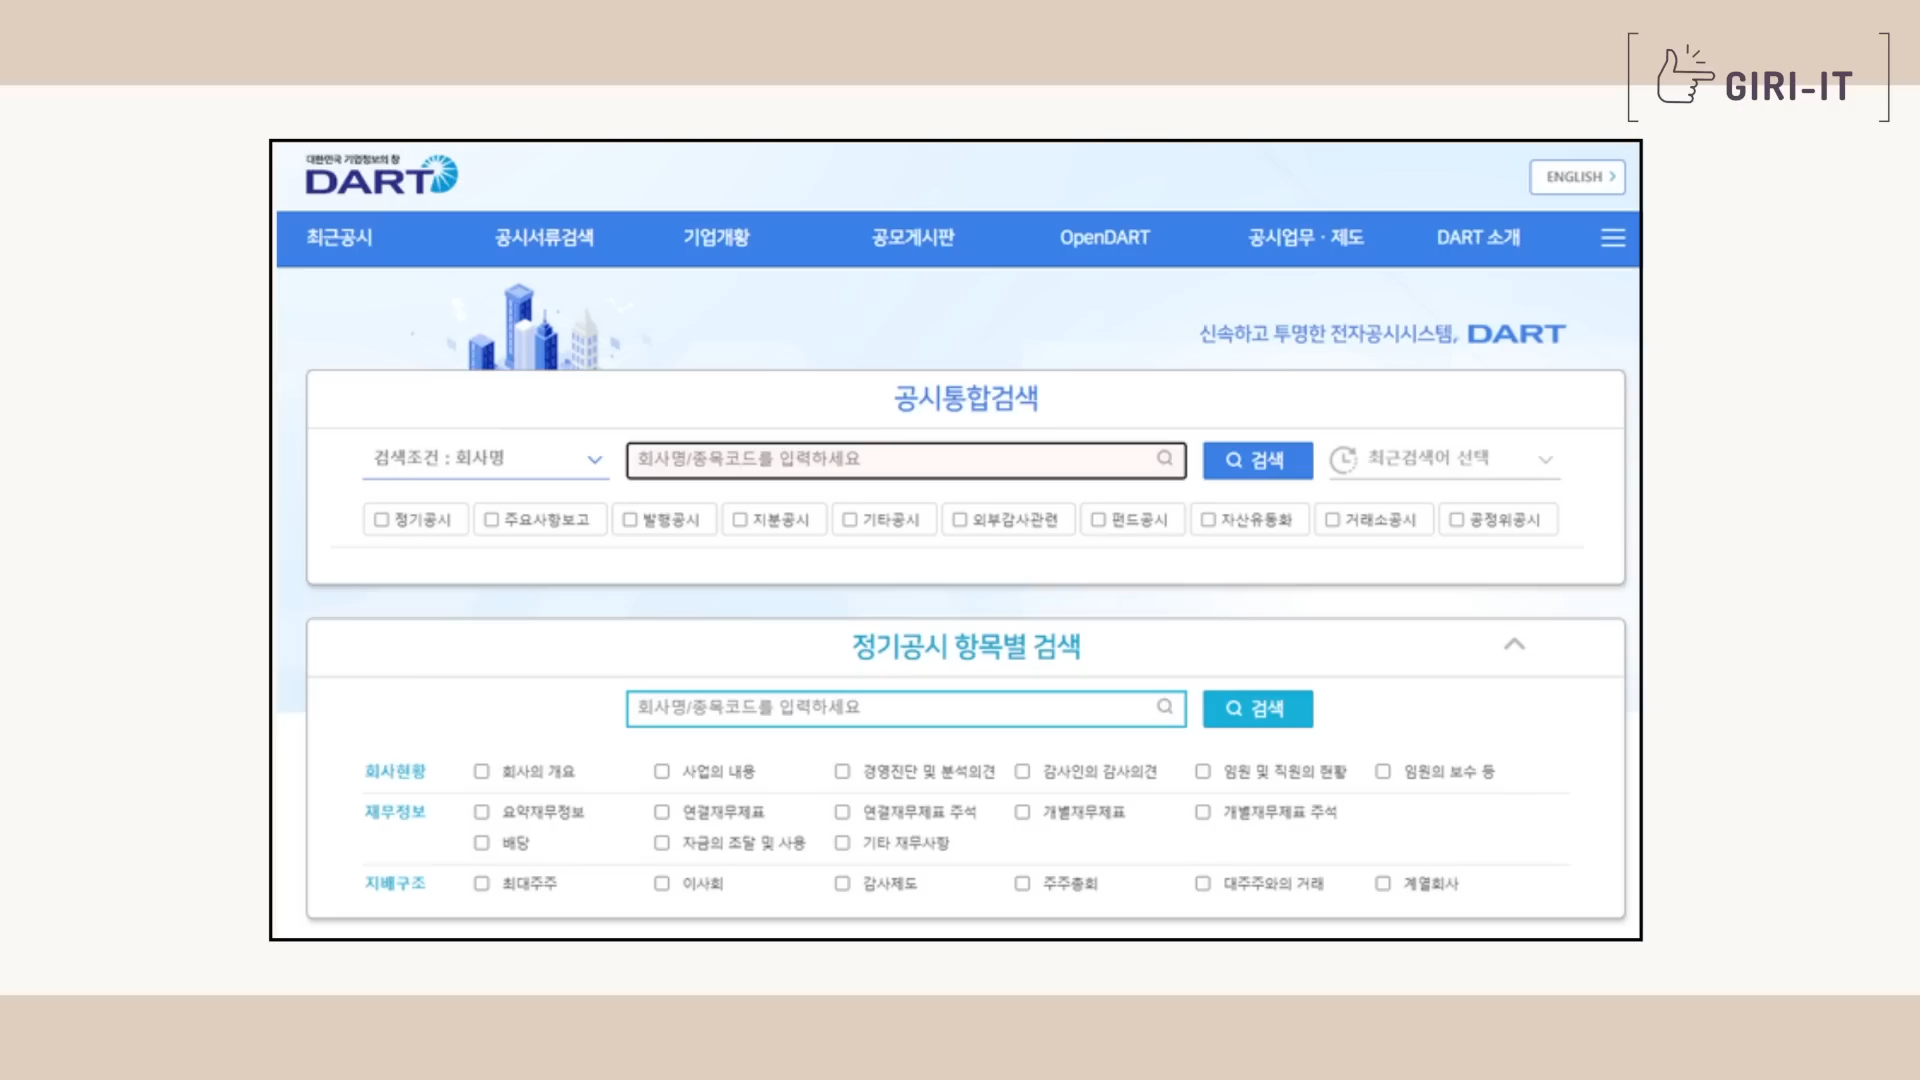 GIRI-IT
대한민국 기업정보의 창
DART
ENGLISH
최근공시 공시서류검색 기업개황 공모게시판 OpenDART 공시업무 · 제도 DART 소개
신속하고 투명한 전자공시시스템, DART
공시통합검색
검색조건 : 회사명 회사명/종목코드를 입력하세요 검색 최근검색어 선택
정기공시 주요사항보고 발행공시 지분공시 기타공시 외부감사관련 펀드공시 자산유동화 거래소공시 공정위공시
정기공시 항목별 검색
회사명/종목코드를 입력하세요 검색
회사현황 회사의 개요 사업의 내용 경영진단 및 분석의견 감사인의 감사의견 임원 및 직원의 현황 임원의 보수 등
재무정보 요약재무정보 연결재무제표 연결재무제표 주석 개별재무제표 개별재무제표 주석
배당 자금의 조달 및 사용 기타 재무사항
지배구조 최대주주 이사회 감사제도 주주총회 대주주와의 거래 계열회사